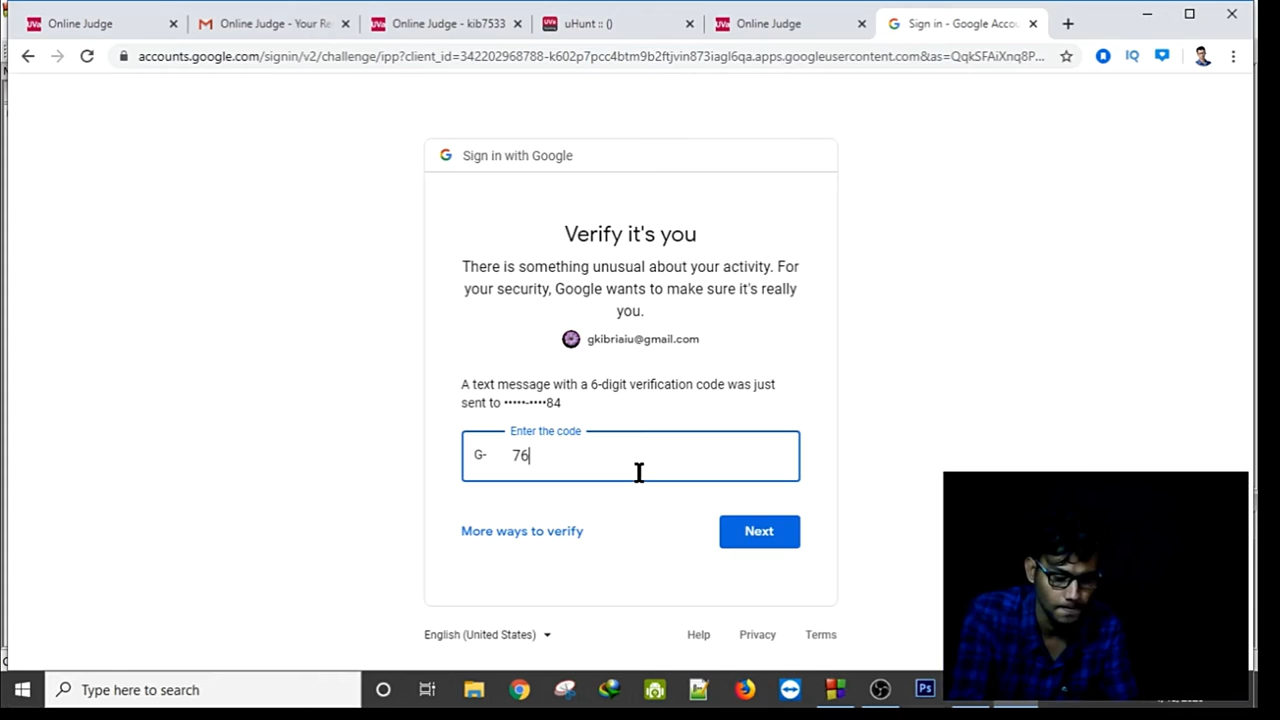 Online Judge
Online Judge - Your Re
Online Judge - kib7533
uHunt :: ()
Online Judge
Sign in - Google Accou
accounts.google.com/signin/v2/challenge/ipp?client_id=342202968788-k602p7pcc4btm9b2ftjvin873iagl6qa.apps.googleusercontent.com&as=QqkSFAiXnq8P...
Sign in with Google
Verify it's you
There is something unusual about your activity. For
your security, Google wants to make sure it's really
you.
gkibriaiu@gmail.com
A text message with a 6-digit verification code was just
sent to •••••-••••84
Enter the code
G- 76
More ways to verify
Next
English (United States)
Help
Privacy
Terms
Type here to search
Ps